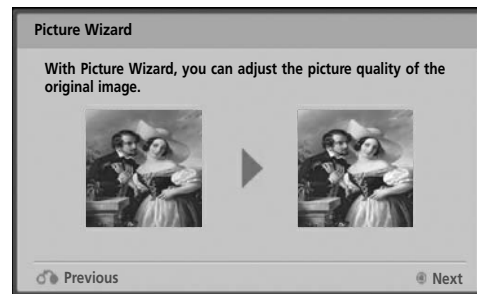 Picture Wizard
With Picture Wizard, you can adjust the picture quality of the
original image.
Previous
Next